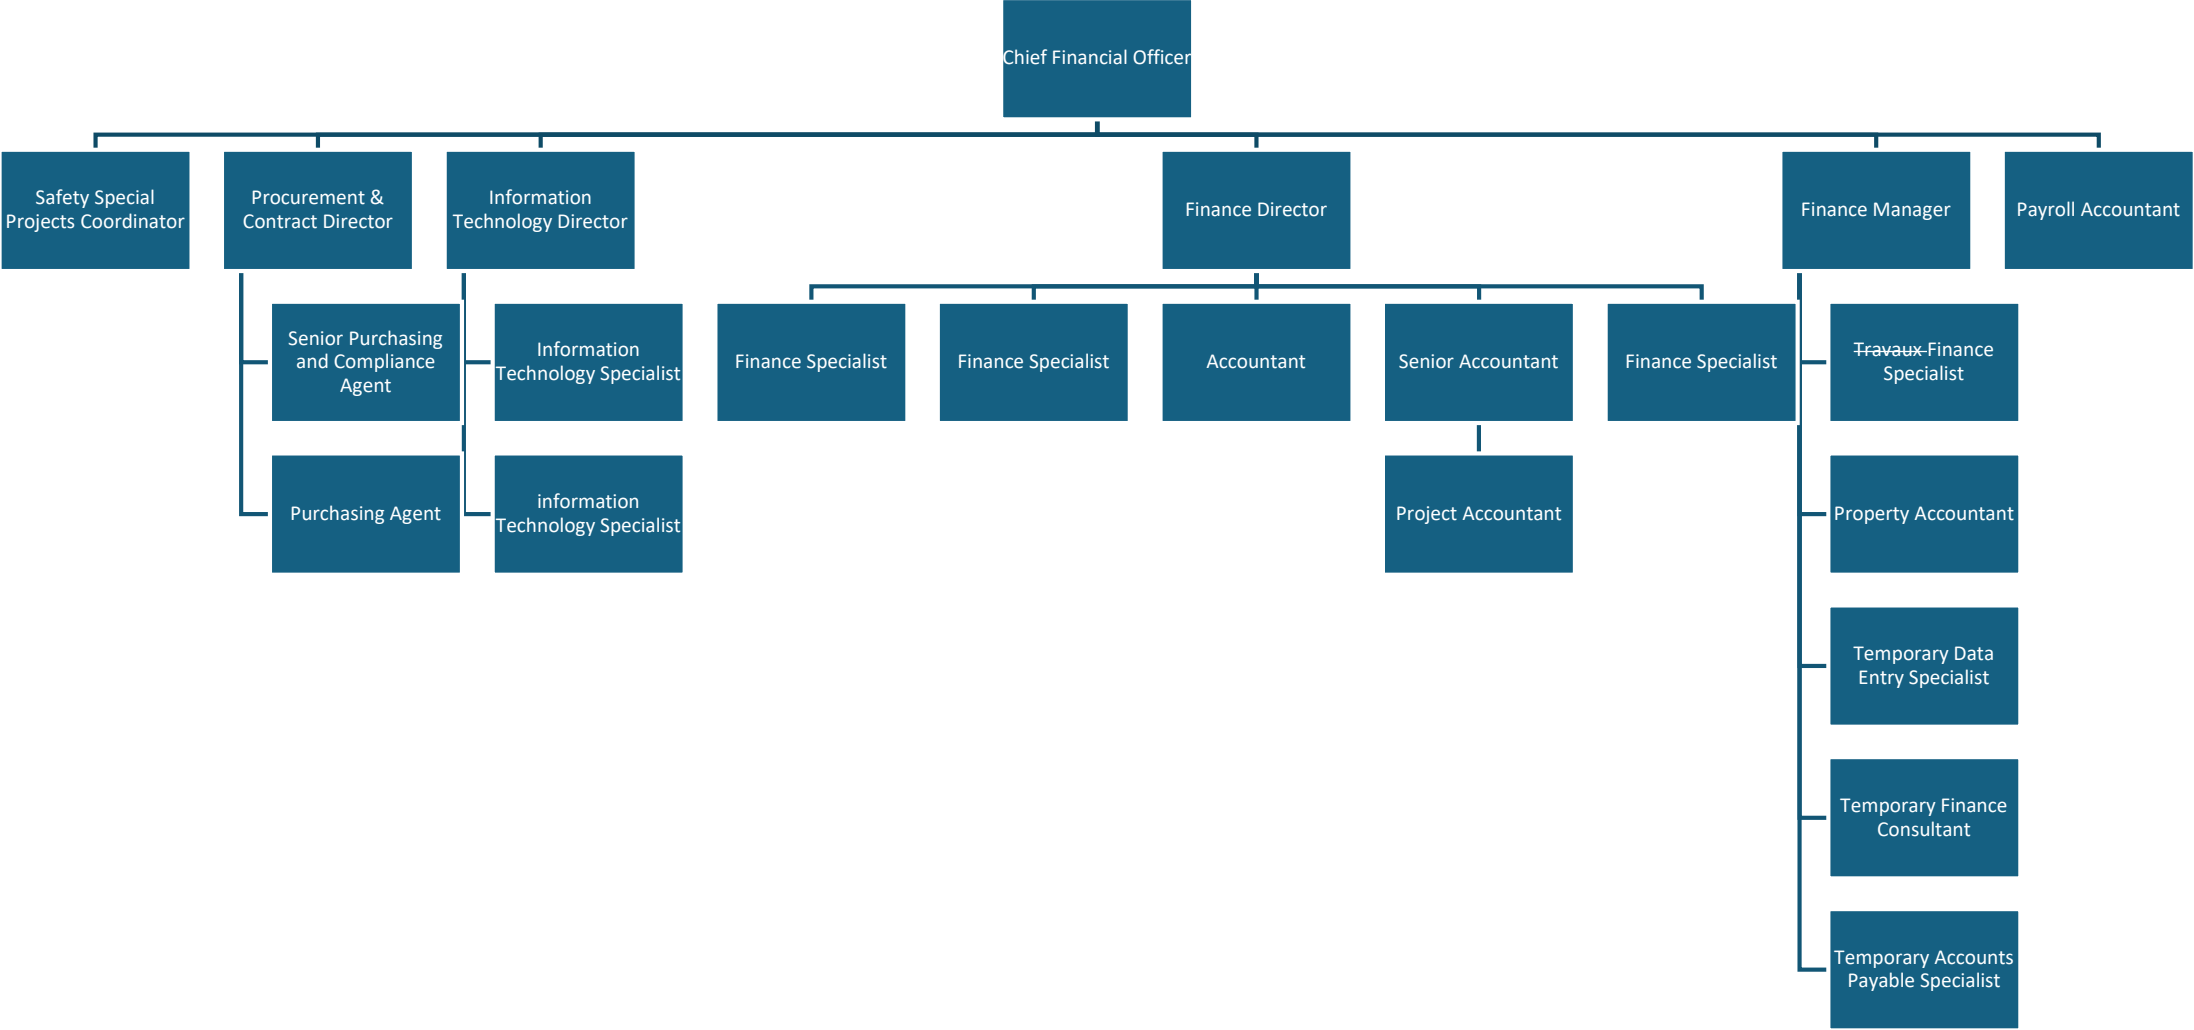 Chief Financial Officer
Safety Special
Projects Coordinator
Procurement &
Contract Director
Information
Technology Director
Finance Director
Finance Manager
Payroll Accountant
Senior Purchasing
and Compliance
Agent
Information
Technology Specialist
Finance Specialist
Finance Specialist
Accountant
Senior Accountant
Finance Specialist
Travaux Finance
Specialist
Purchasing Agent
information
Technology Specialist
Project Accountant
Property Accountant
Temporary Data
Entry Specialist
Temporary Finance
Consultant
Temporary Accounts
Payable Specialist